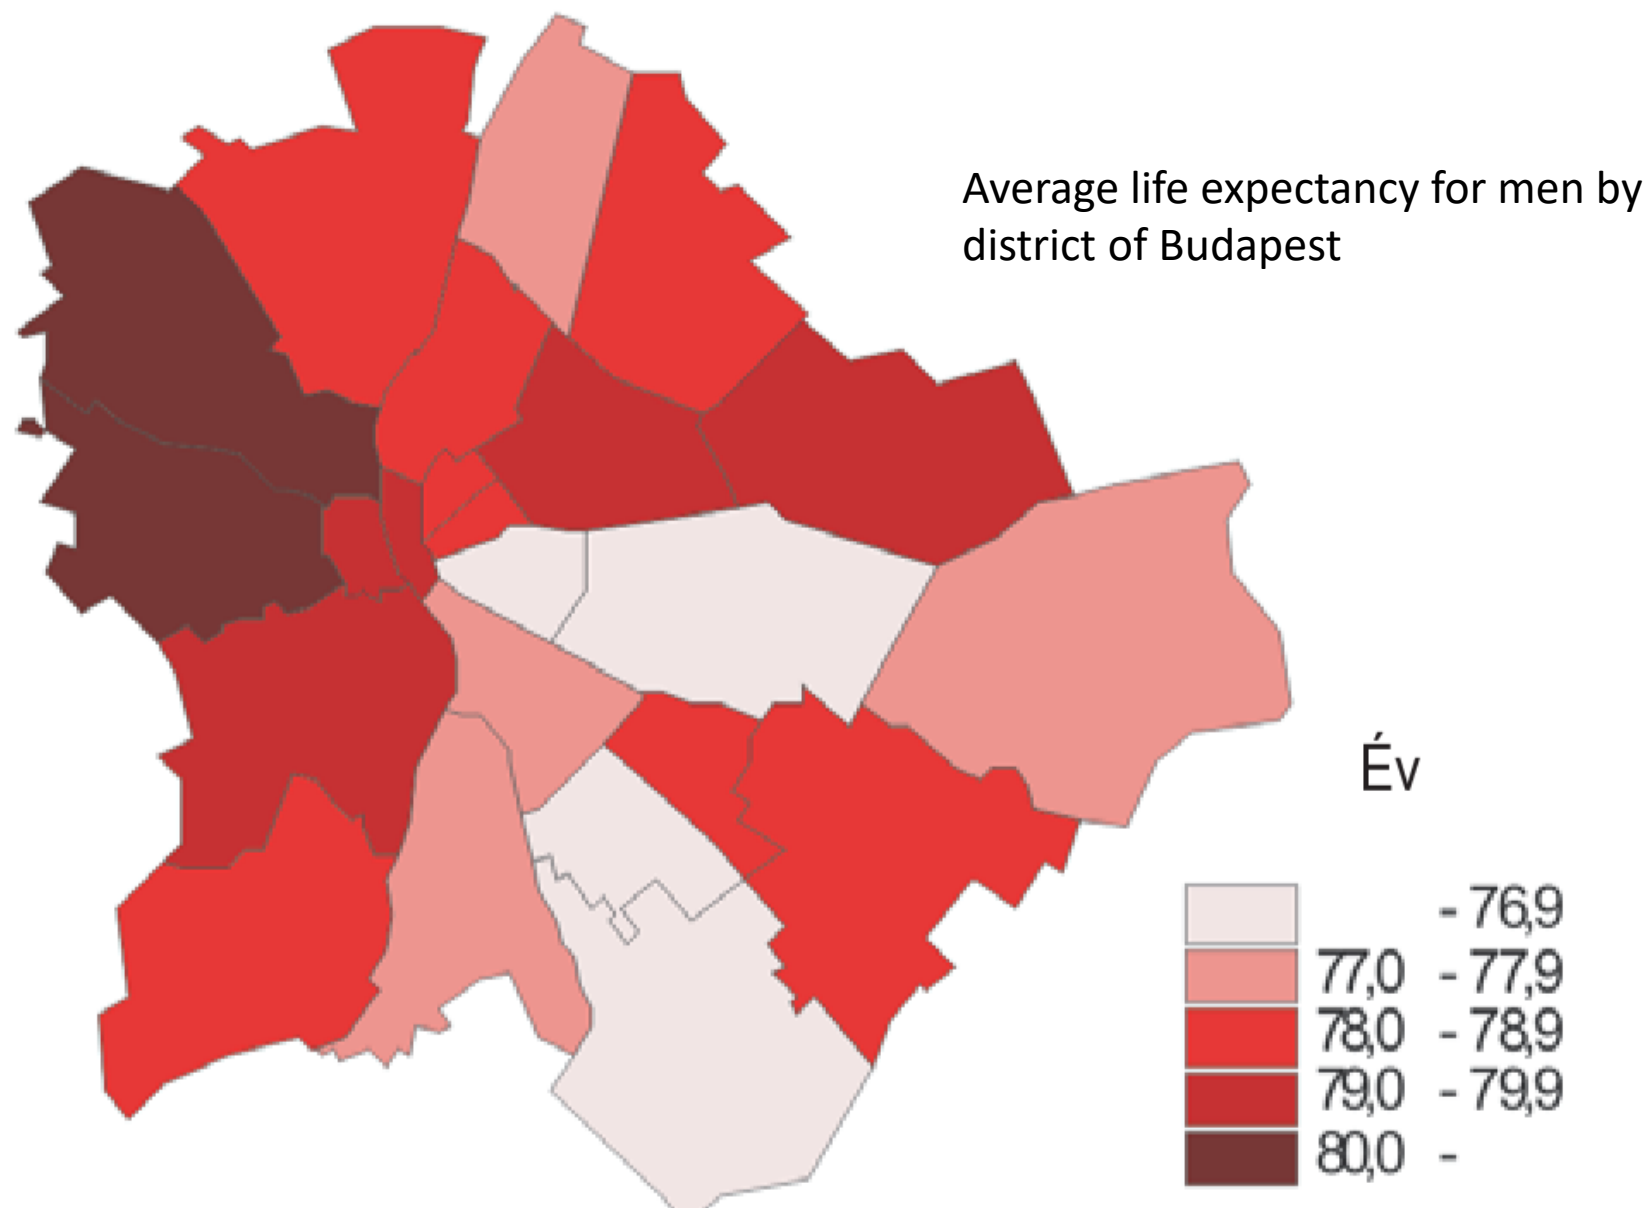 Average life expectancy for men by
district of Budapest
Év
- 76,9
77,0 - 77,9
78,0 - 78,9
79,0 - 79,9
80,0 -